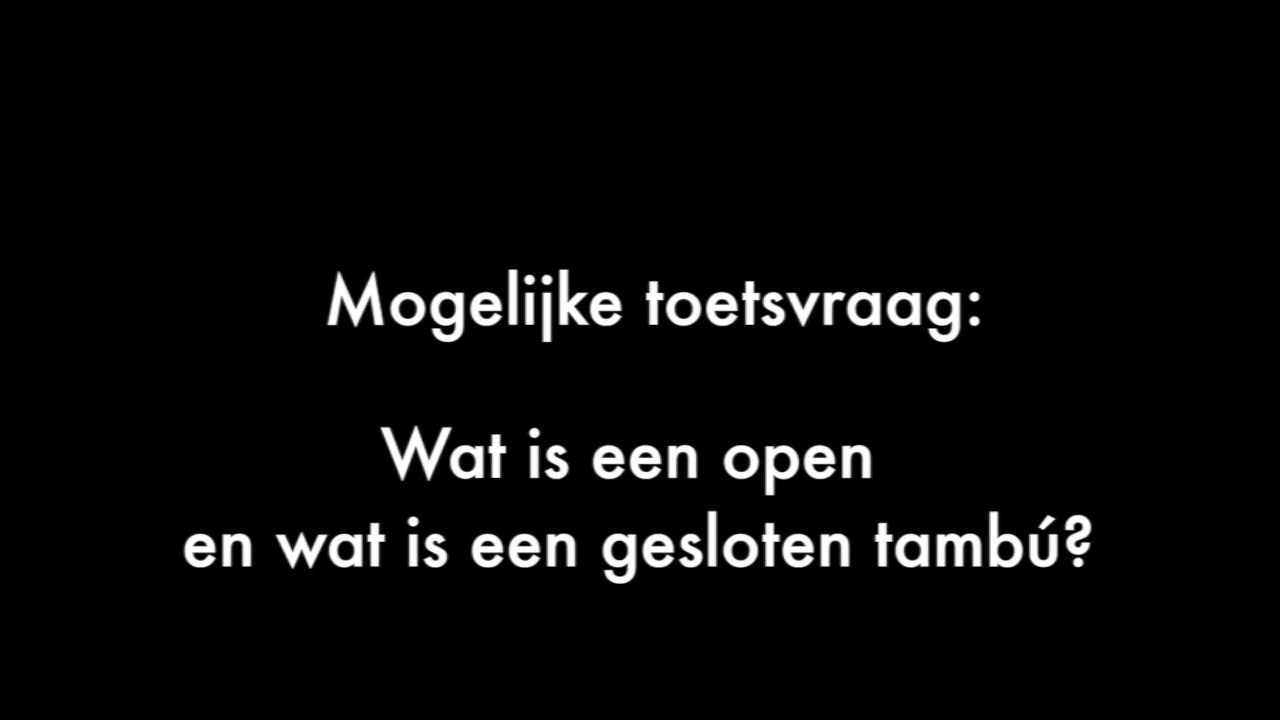 Mogelijke toetsvraag:
Wat is een open
en wat is een gesloten tambú?